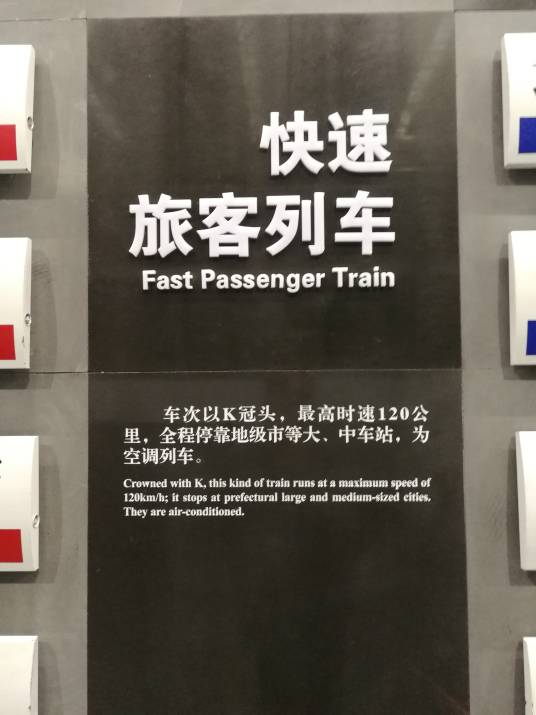 快速
旅客列车
Fast Passenger Train
车次以K冠头，最高时速120公
里，全程停靠地级市等大、中车站，为
空调列车。
Crowned with K, this kind of train runs at a maximum speed of
120km/h; it stops at prefectural large and medium-sized cities.
They are air-conditioned.